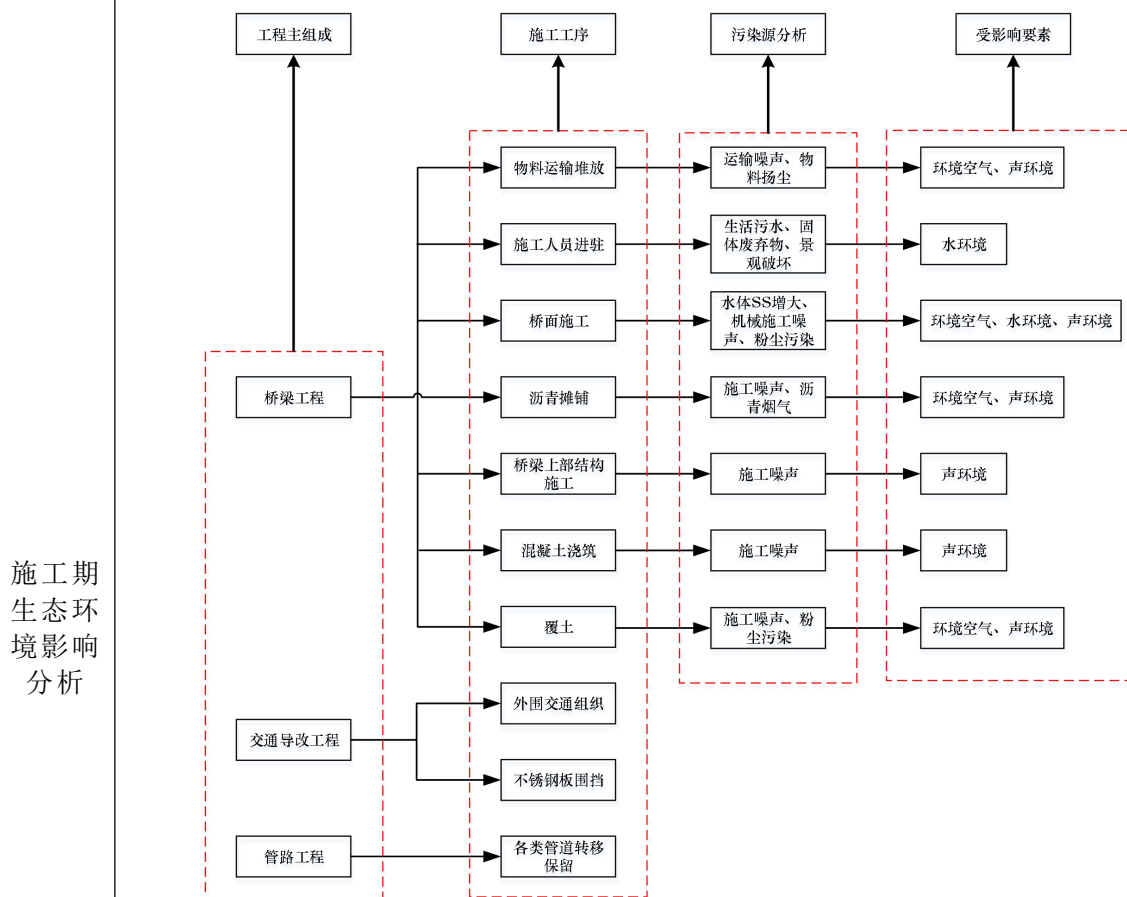 工程主组成
施工工序
污染源分析
受影响要素
物料运输堆放
运输噪声、物
料扬尘
环境空气、声环境
施工人员进驻
生活污水、固
体废弃物、景
观破坏
水环境
桥面施工
水体SS增大、
机械施工噪
声、粉尘污染
环境空气、水环境、声环境
桥梁工程
沥青摊铺
施工噪声、沥
青烟气
环境空气、声环境
桥梁上部结构
施工
施工噪声
声环境
混凝土浇筑
施工噪声
声环境
覆土
施工噪声、粉
尘污染
环境空气、声环境
施工期
生态环
境影响
分析
交通导改工程
外围交通组织
不锈钢板围挡
管路工程
各类管道转移
保留